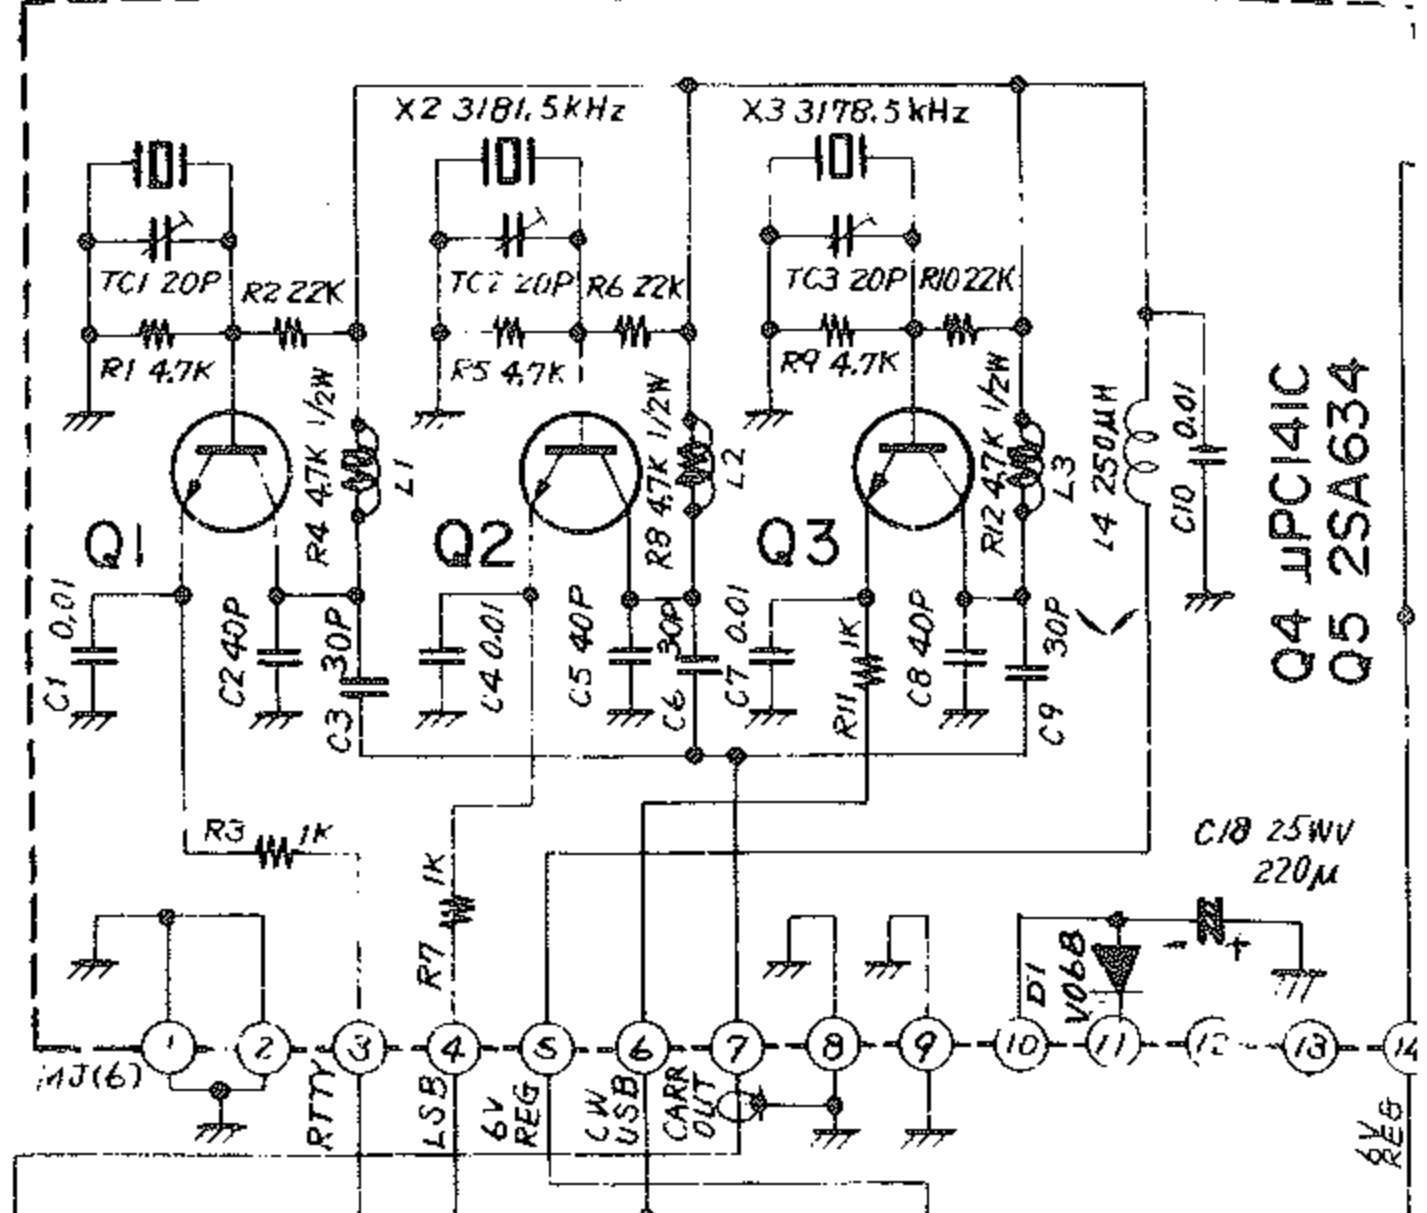 X2 3181.5kHz
X3 3178.5kHz
TC1 20P
R2 22K
TC2 20P
R6 22K
TC3 20P
R10 22K
R1 4.7K
R5 4.7K
R9 4.7K
R4 4.7K 1/2W
L1
R8 4.7K 1/2W
L2
R12 4.7K 1/2W
L3
L4 250μH
C10 0.01
Q4 μPC141C
Q5 2SA634
Q1
Q2
Q3
C1 0.01
C2 40P
C3 30P
C4 0.01
C5 40P
C6 30P
C7 0.01
R11 1K
C8 40P
C9 30P
R3 1K
R7 1K
C18 25WV
220μ
D1
V06B
- +
1 2 3 4 5 6 7 8 9 10 11 12 13 14
MJ(6)
RTTY
LSB
6V
REG
CW
USB
CARR
OUT
6V
REG